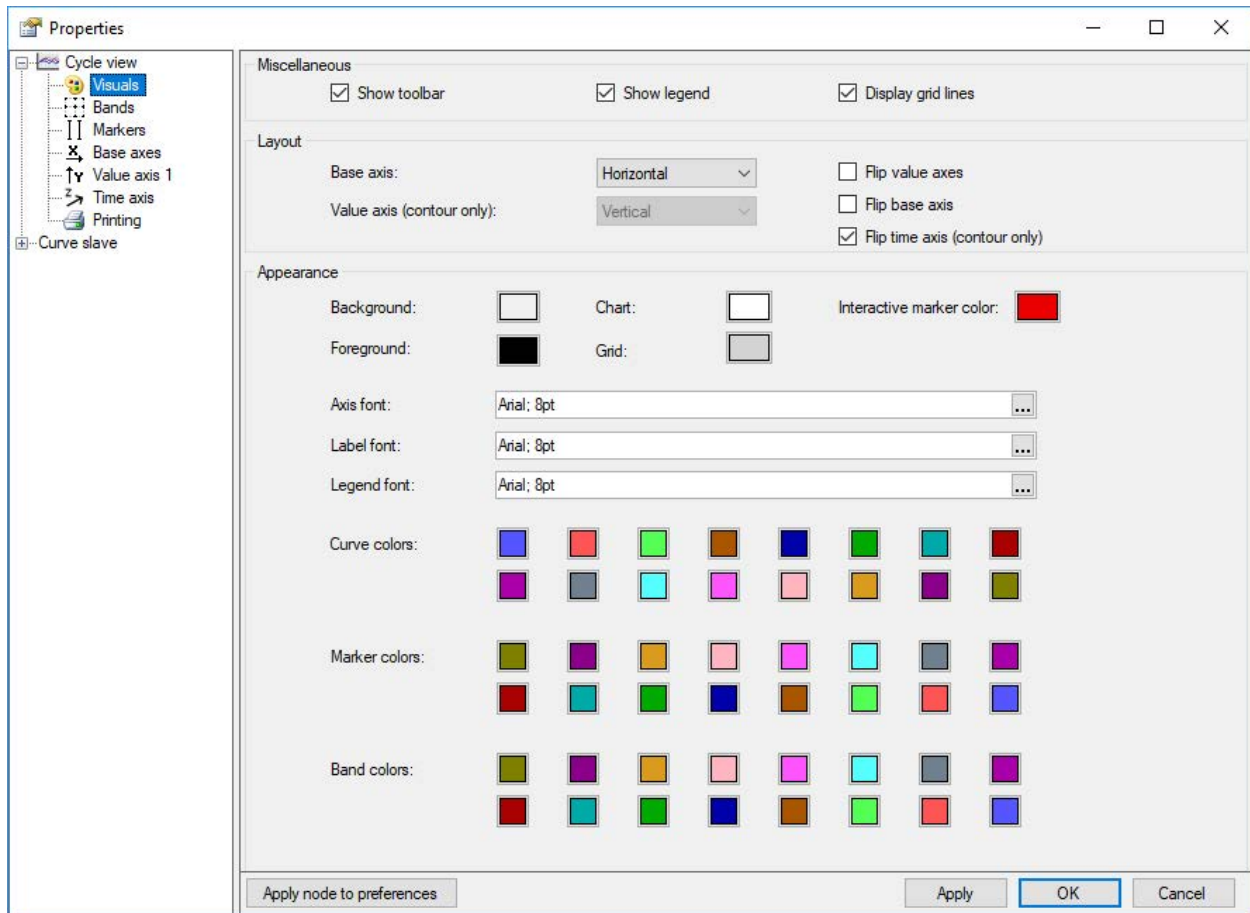 Properties
Cycle view
Visuals
Bands
Markers
Base axes
Value axis 1
Time axis
Printing
Curve slave
Miscellaneous
Show toolbar Show legend Display grid lines
Layout
Base axis: Horizontal Flip value axes
Value axis (contour only): Vertical Flip base axis
Flip time axis (contour only)
Appearance
Background: Chart: Interactive marker color:
Foreground: Grid:
Axis font: Arial; 8pt ...
Label font: Arial; 8pt ...
Legend font: Arial; 8pt ...
Curve colors:
Marker colors:
Band colors:
Apply node to preferences Apply OK Cancel